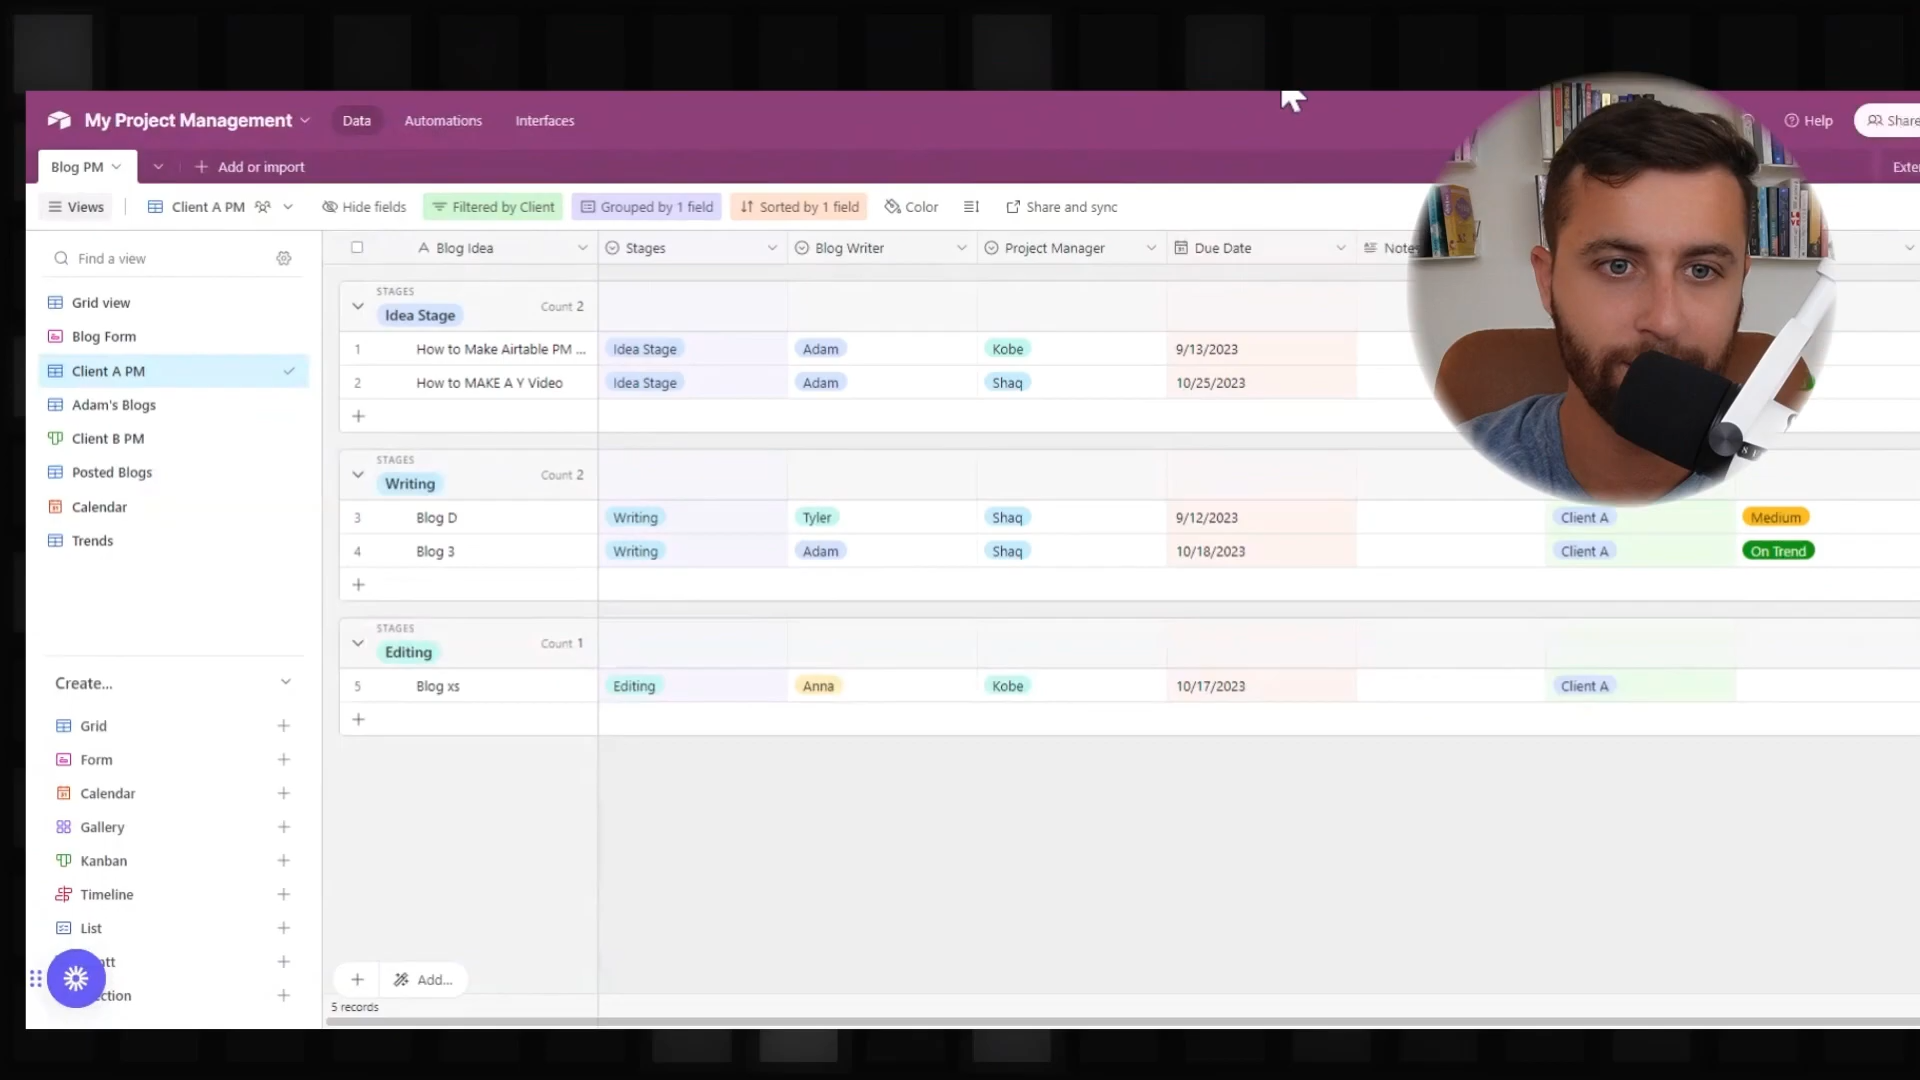 My Project Management Data Automations Interfaces Help Share
Blog PM Add or import
Views Client A PM Hide fields Filtered by Client Grouped by 1 field Sorted by 1 field Color Share and sync
Find a view
Grid view
Blog Form
Client A PM
Adam's Blogs
Client B PM
Posted Blogs
Calendar
Trends
Create...
Grid
Form
Calendar
Gallery
Kanban
Timeline
List
Blog Idea Stages Blog Writer Project Manager Due Date
STAGES
Idea Stage Count 2
1 How to Make Airtable PM ... Idea Stage Adam Kobe 9/13/2023
2 How to MAKE A Y Video Idea Stage Adam Shaq 10/25/2023
STAGES
Writing Count 2
3 Blog D Writing Tyler Shaq 9/12/2023 Client A Medium
4 Blog 3 Writing Adam Shaq 10/18/2023 Client A On Trend
STAGES
Editing Count 1
5 Blog xs Editing Anna Kobe 10/17/2023 Client A
Add...
5 records